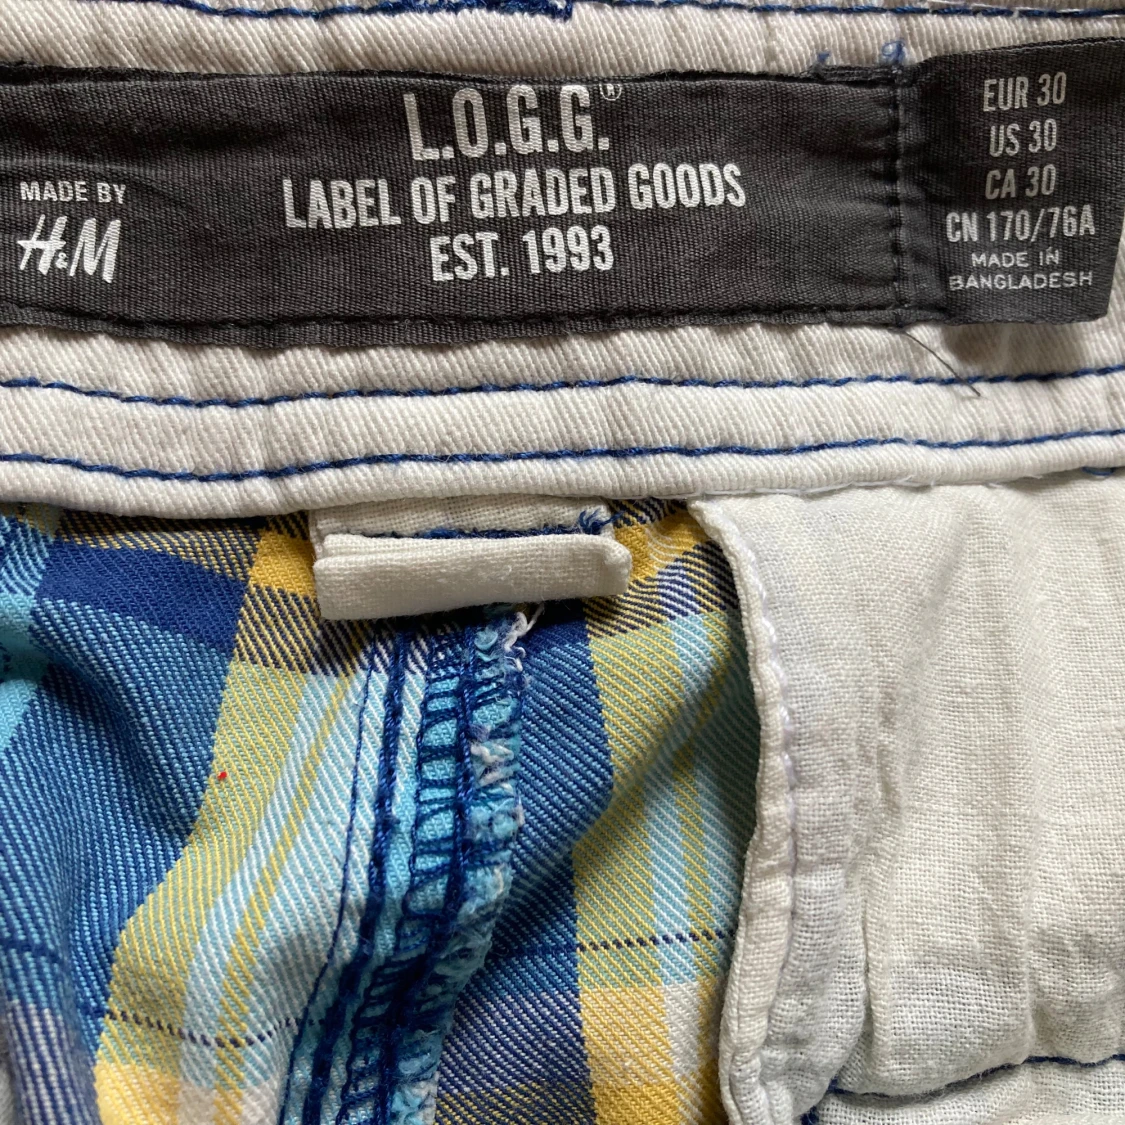 L.O.G.G.®
LABEL OF GRADED GOODS
EST. 1993
MADE BY
H&M
EUR 30
US 30
CA 30
CN 170/76A
MADE IN
BANGLADESH